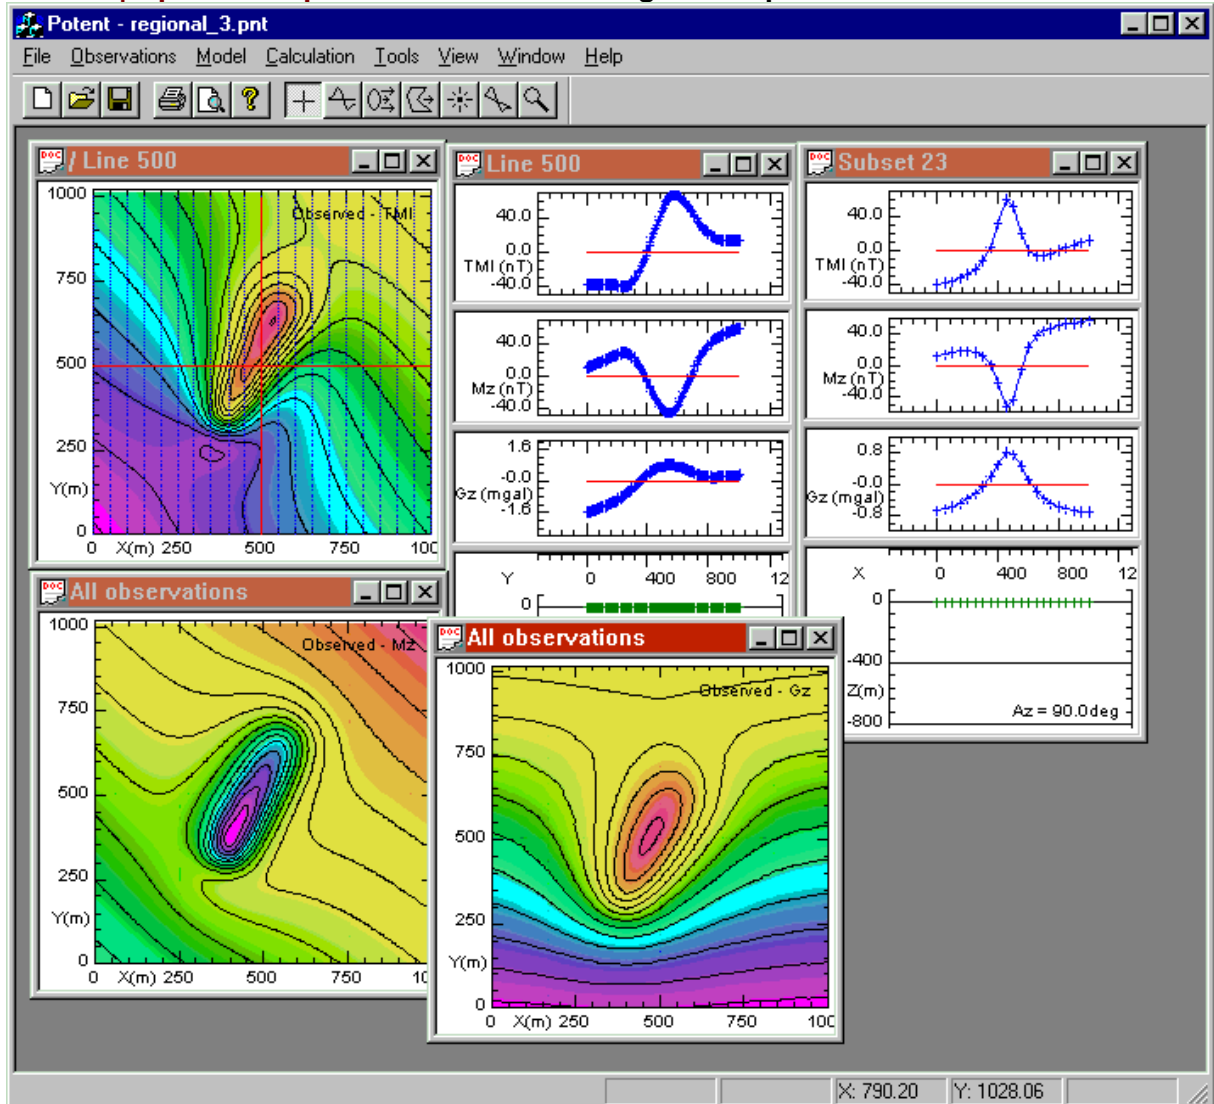 Potent - regional_3.pnt
File Observations Model Calculation Tools View Window Help
/ Line 500
1000
Observed - TMI
750
500
250
Y(m)
0
0 X(m) 250 500 750 100
Line 500
40.0
0.0
TMI (nT)
-40.0
40.0
0.0
Mz (nT)
-40.0
1.6
-0.0
Gz (mgal)
-1.6
Y 0 400 800 12
0
Subset 23
40.0
0.0
TMI (nT)
-40.0
40.0
0.0
Mz (nT)
-40.0
0.8
-0.0
Gz (mgal)
-0.8
X 0 400 800 12
0
-400
Z(m)
Az = 90.0deg
-800
All observations
1000
Observed - Mz
750
500
250
Y(m)
0
0 X(m) 250 500 750 10
All observations
1000
Observed - Gz
750
500
250
Y(m)
0
0 X(m) 250 500 750 100
X: 790.20 Y: 1028.06